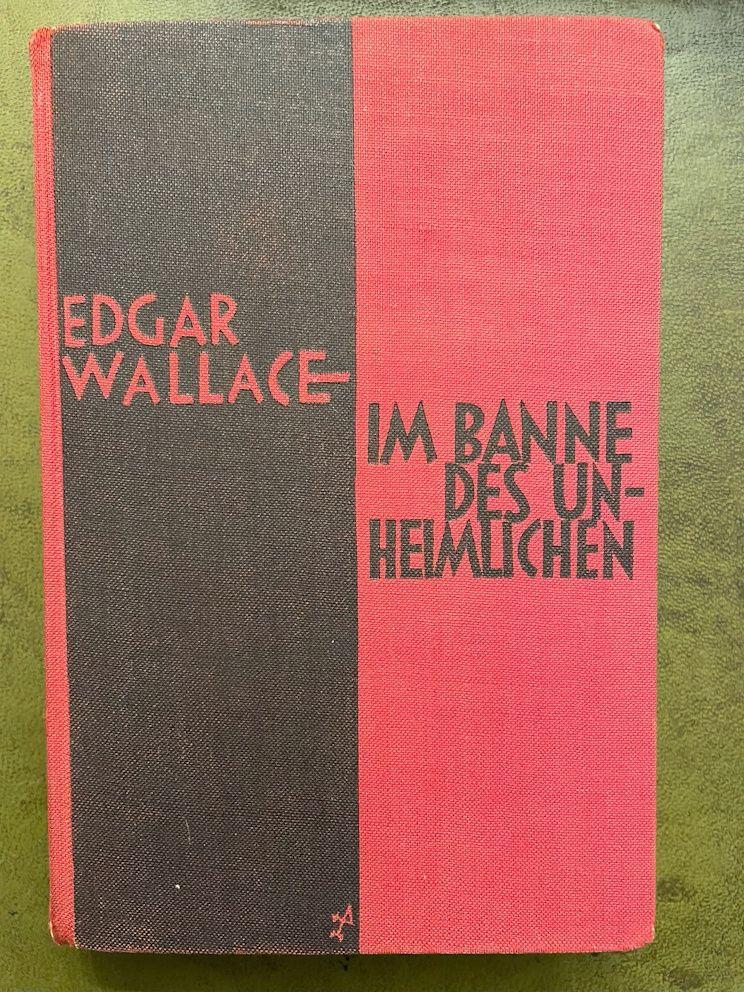 EDGAR
WALLACE-
IM BANNE
DES UN-
HEIMLICHEN